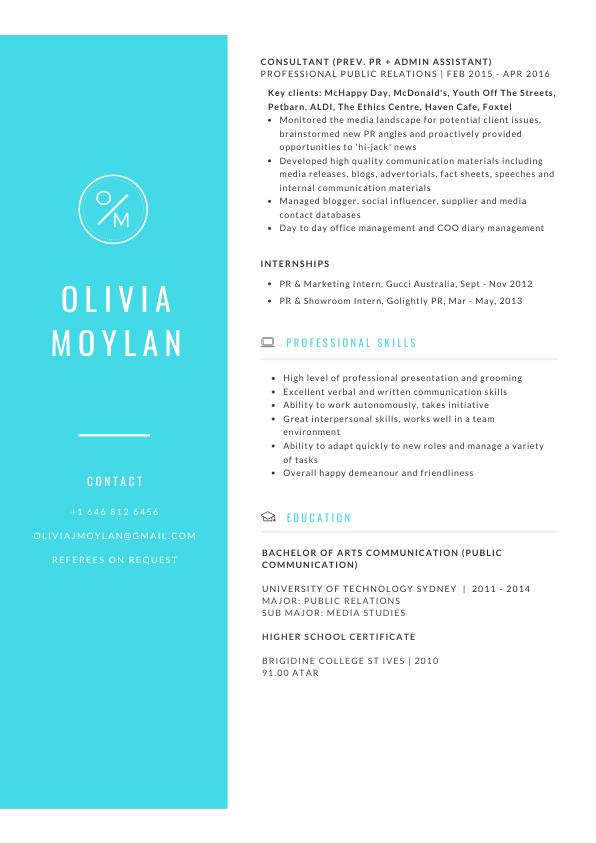 O/M
OLIVIA
MOYLAN
CONTACT
+1 646 812 6456
OLIVIAJMOYLAN@GMAIL.COM
REFEREES ON REQUEST
CONSULTANT (PREV. PR + ADMIN ASSISTANT)
PROFESSIONAL PUBLIC RELATIONS | FEB 2015 - APR 2016
Key clients: McHappy Day, McDonald's, Youth Off The Streets,
Petbarn, ALDI, The Ethics Centre, Haven Cafe, Foxtel
• Monitored the media landscape for potential client issues,
brainstormed new PR angles and proactively provided
opportunities to 'hi-jack' news
• Developed high quality communication materials including
media releases, blogs, advertorials, fact sheets, speeches and
internal communication materials
• Managed blogger, social influencer, supplier and media
contact databases
• Day to day office management and COO diary management
INTERNSHIPS
• PR & Marketing Intern, Gucci Australia, Sept - Nov 2012
• PR & Showroom Intern, Golightly PR, Mar - May, 2013
PROFESSIONAL SKILLS
• High level of professional presentation and grooming
• Excellent verbal and written communication skills
• Ability to work autonomously, takes initiative
• Great interpersonal skills, works well in a team
environment
• Ability to adapt quickly to new roles and manage a variety
of tasks
• Overall happy demeanour and friendliness
EDUCATION
BACHELOR OF ARTS COMMUNICATION (PUBLIC
COMMUNICATION)
UNIVERSITY OF TECHNOLOGY SYDNEY | 2011 - 2014
MAJOR: PUBLIC RELATIONS
SUB MAJOR: MEDIA STUDIES
HIGHER SCHOOL CERTIFICATE
BRIGIDINE COLLEGE ST IVES | 2010
91.00 ATAR